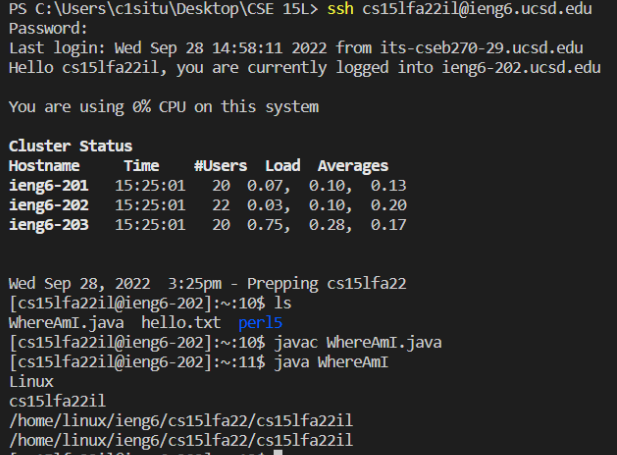 PS C:\Users\c1situ\Desktop\CSE 15L> ssh cs15lfa22il@ieng6.ucsd.edu
Password:
Last login: Wed Sep 28 14:58:11 2022 from its-cseb270-29.ucsd.edu
Hello cs15lfa22il, you are currently logged into ieng6-202.ucsd.edu
You are using 0% CPU on this system
Cluster Status
Hostname Time #Users Load Averages
ieng6-201 15:25:01 20 0.07, 0.10, 0.13
ieng6-202 15:25:01 22 0.03, 0.10, 0.20
ieng6-203 15:25:01 20 0.75, 0.28, 0.17
Wed Sep 28, 2022 3:25pm - Prepping cs15lfa22
[cs15lfa22il@ieng6-202]:~:10$ ls
WhereAmI.java hello.txt perl5
[cs15lfa22il@ieng6-202]:~:10$ javac WhereAmI.java
[cs15lfa22il@ieng6-202]:~:11$ java WhereAmI
Linux
cs15lfa22il
/home/linux/ieng6/cs15lfa22/cs15lfa22il
/home/linux/ieng6/cs15lfa22/cs15lfa22il